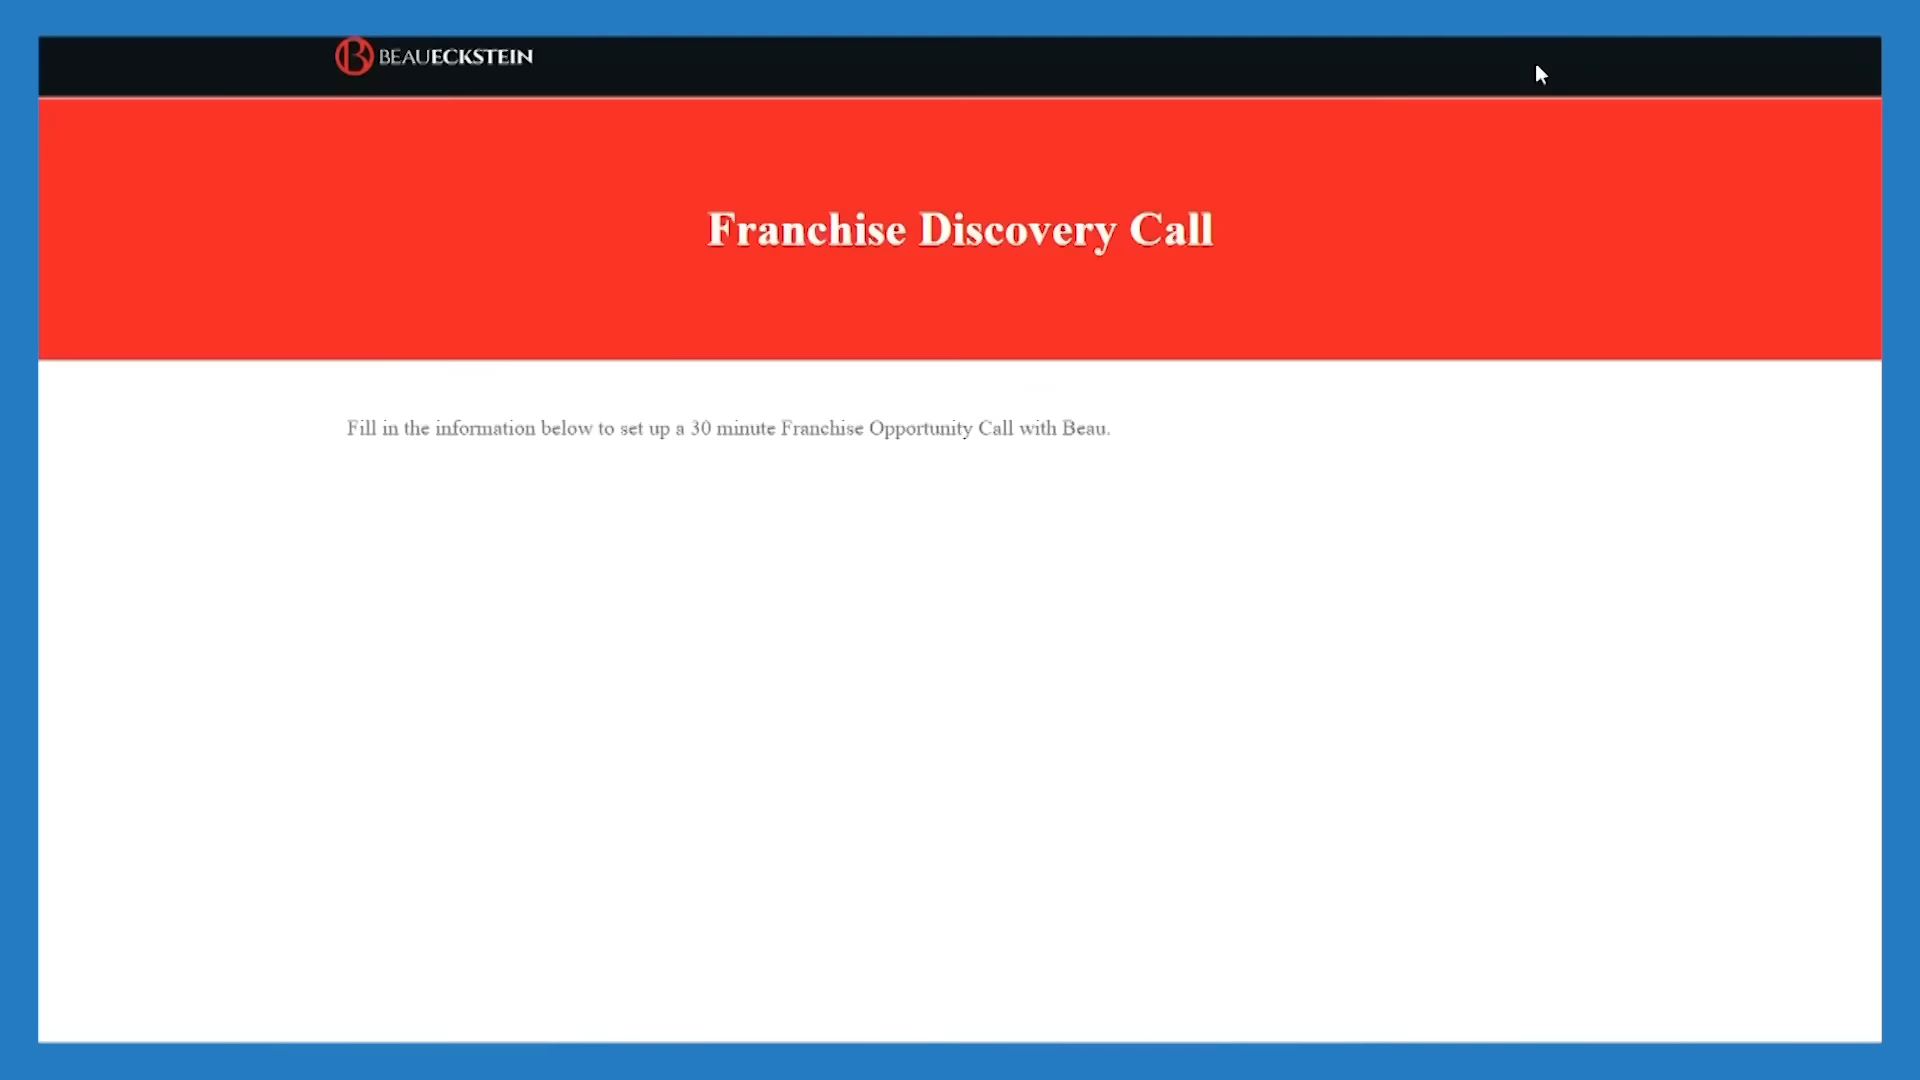 BEAUECKSTEIN
Franchise Discovery Call
Fill in the information below to set up a 30 minute Franchise Opportunity Call with Beau.